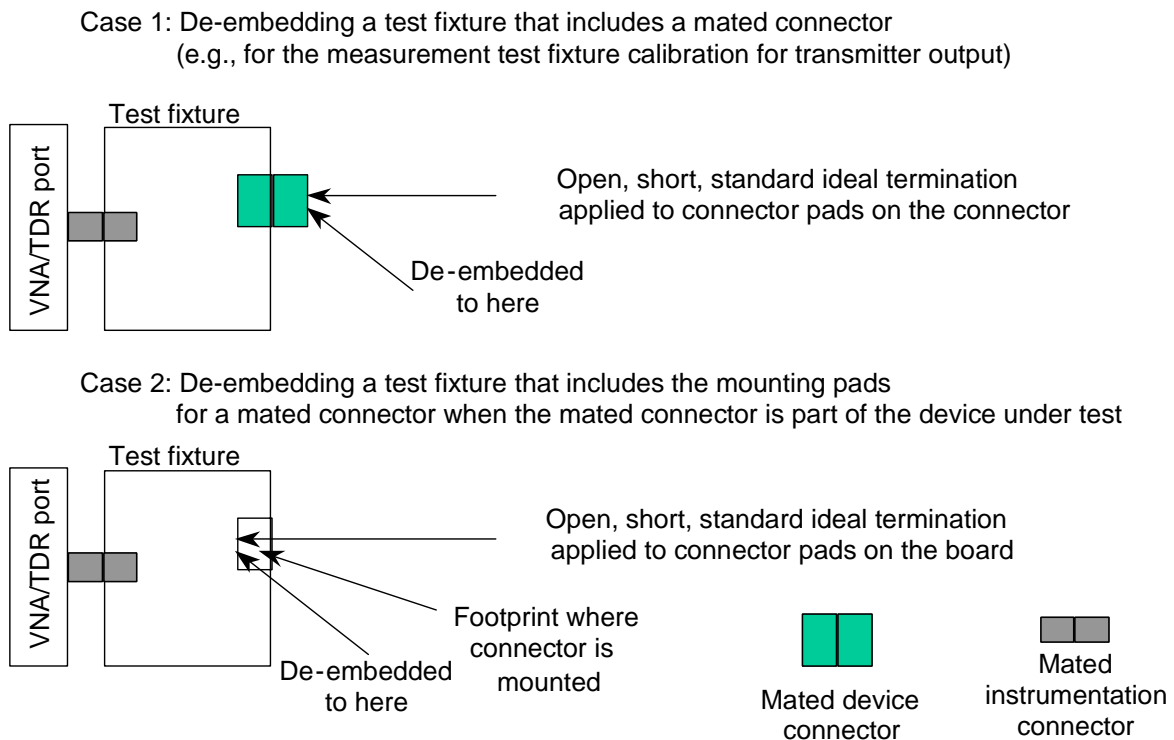 Case 1: De-embedding a test fixture that includes a mated connector
(e.g., for the measurement test fixture calibration for transmitter output)
Test fixture
VNA/TDR port
Open, short, standard ideal termination
applied to connector pads on the connector
De-embedded
to here
Case 2: De-embedding a test fixture that includes the mounting pads
for a mated connector when the mated connector is part of the device under test
Test fixture
VNA/TDR port
Open, short, standard ideal termination
applied to connector pads on the board
Footprint where
connector is
mounted
De-embedded
to here
Mated device
connector
Mated
instrumentation
connector